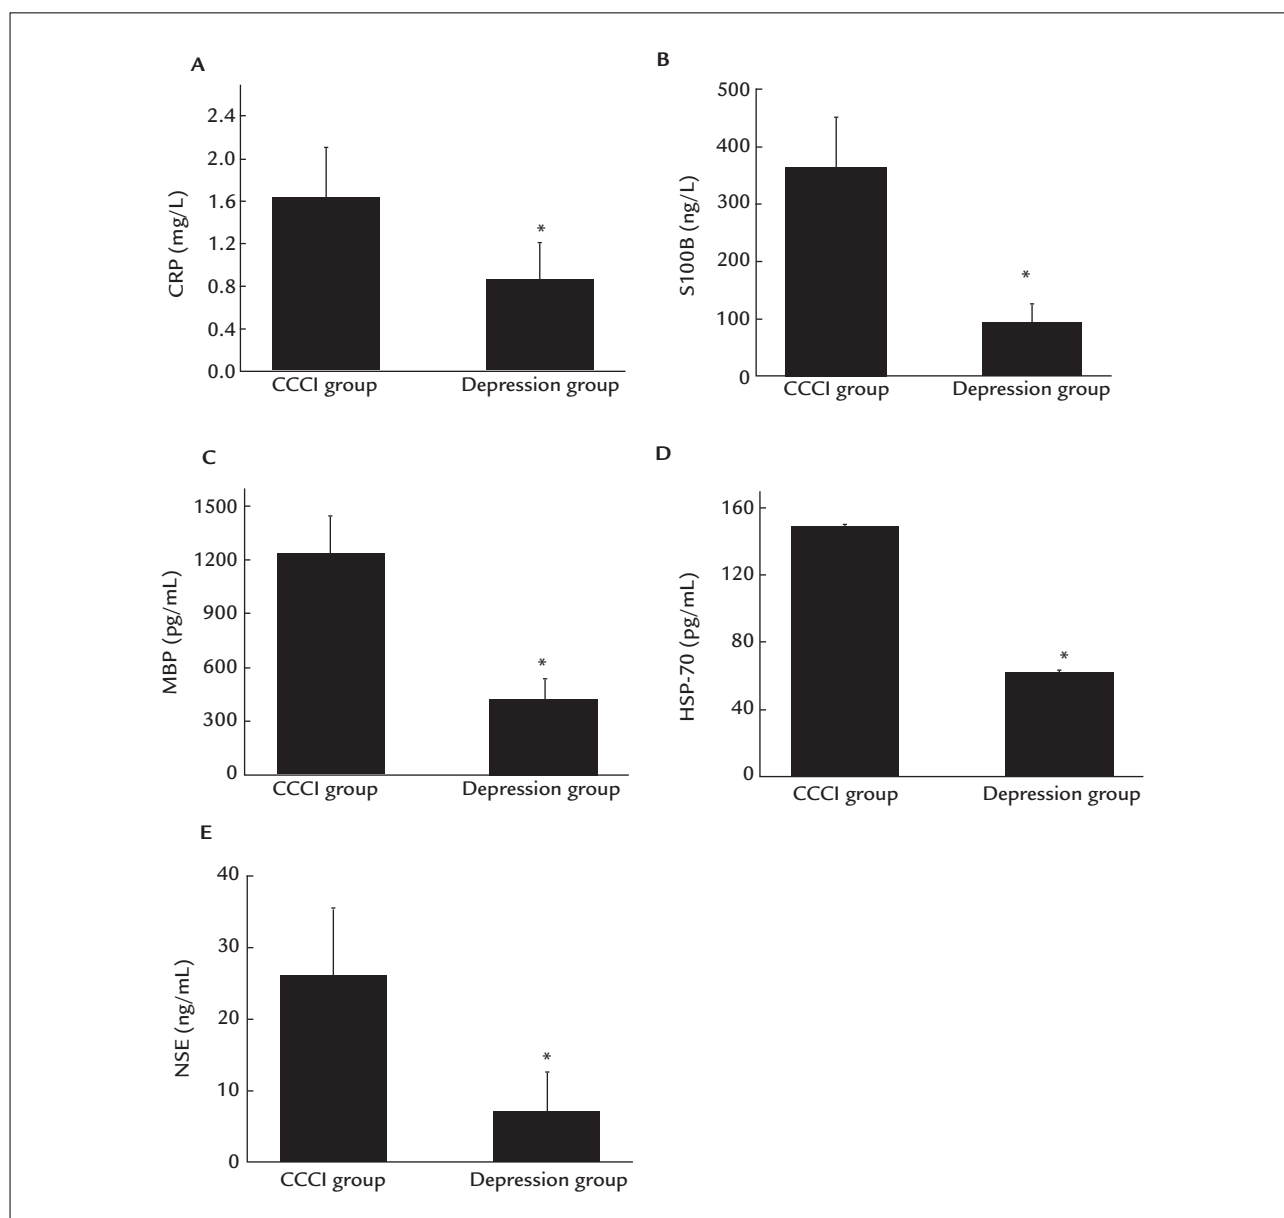 A
CRP (mg/L)
2.4
2.0
1.6
1.2
0.8
0.4
0.0
*
CCCI group
Depression group
B
S100B (ng/L)
500
400
300
200
100
0
*
CCCI group
Depression group
C
MBP (pg/mL)
1500
1200
900
600
300
0
*
CCCI group
Depression group
D
HSP-70 (pg/mL)
160
120
80
40
0
*
CCCI group
Depression group
E
NSE (ng/mL)
40
30
20
10
0
*
CCCI group
Depression group